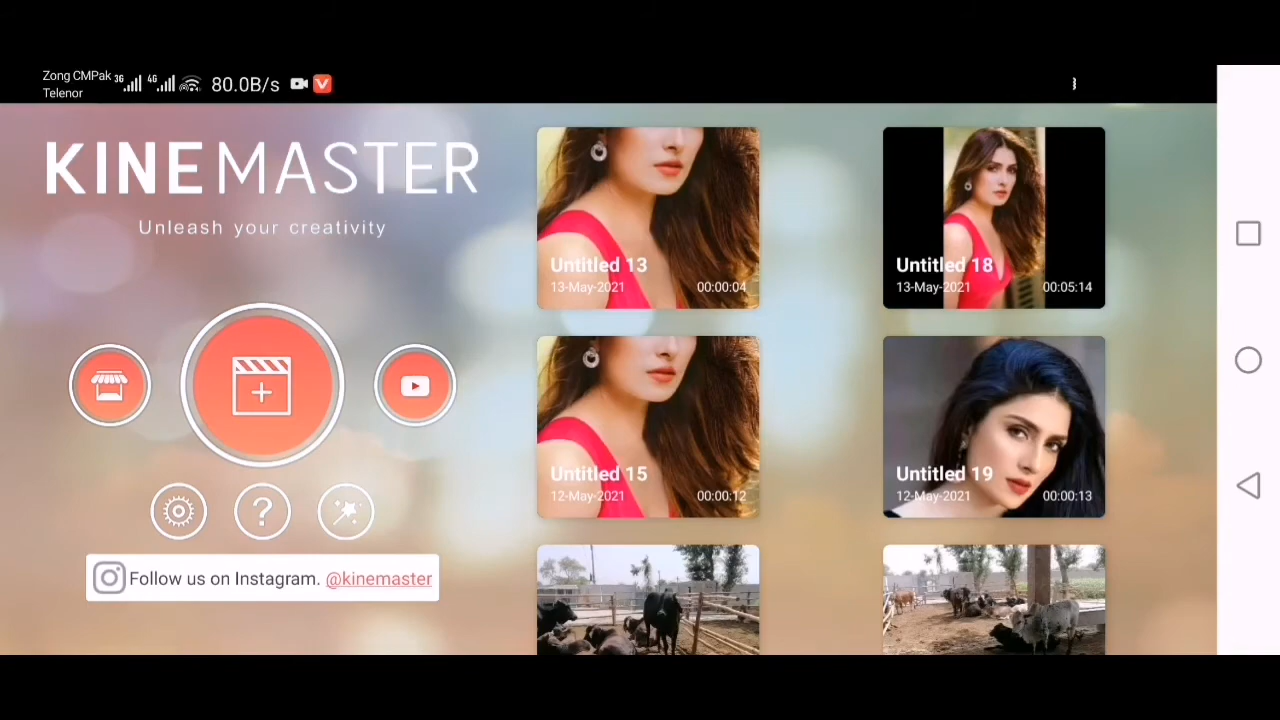 Zong CMPak 3G 4G 80.0B/s
Telenor
KINEMASTER
Unleash your creativity
Follow us on Instagram. @kinemaster
Untitled 13
13-May-2021 00:00:04
Untitled 18
13-May-2021 00:05:14
Untitled 15
12-May-2021 00:00:12
Untitled 19
12-May-2021 00:00:13